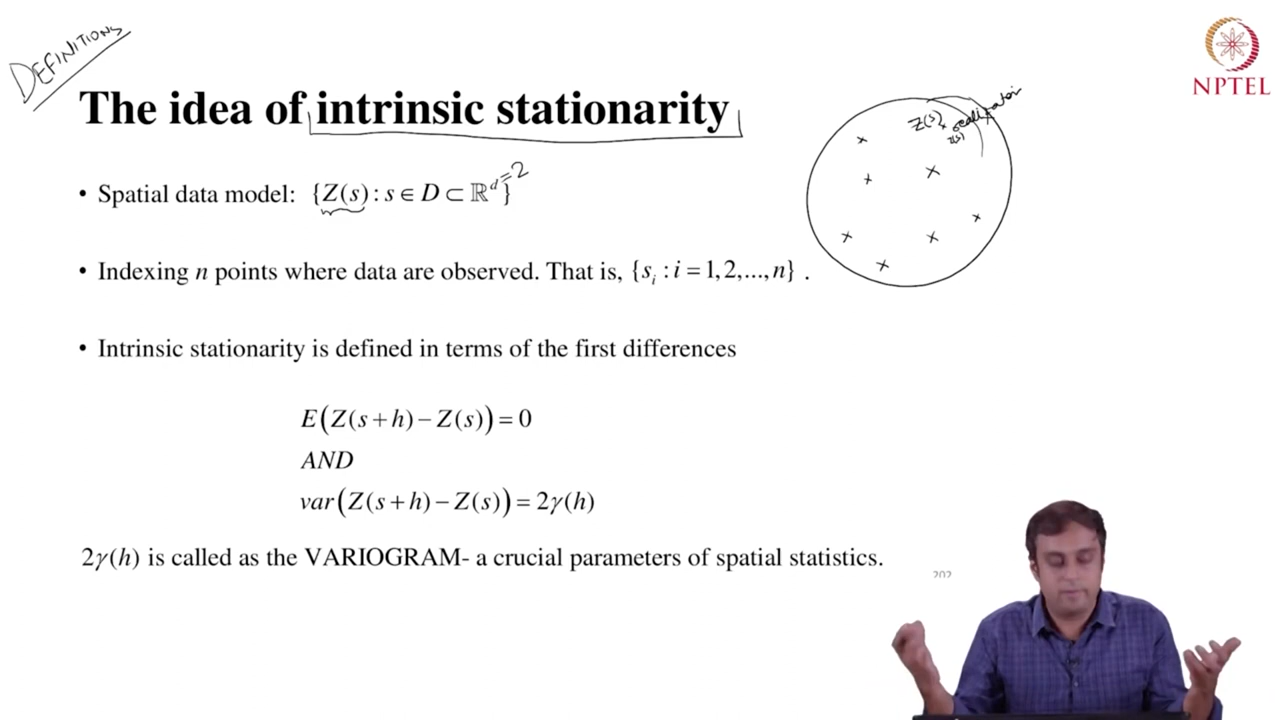 DEFINITIONS
NPTEL
The idea of intrinsic stationarity
• Spatial data model: {Z(s) : s ∈ D ⊂ ℝ^d} =2
Z(s)
z(s)
• Indexing n points where data are observed. That is, {s_i : i = 1, 2, ..., n} .
• Intrinsic stationarity is defined in terms of the first differences
E(Z(s + h) − Z(s)) = 0
AND
var(Z(s + h) − Z(s)) = 2γ(h)
2γ(h) is called as the VARIOGRAM- a crucial parameters of spatial statistics.
202